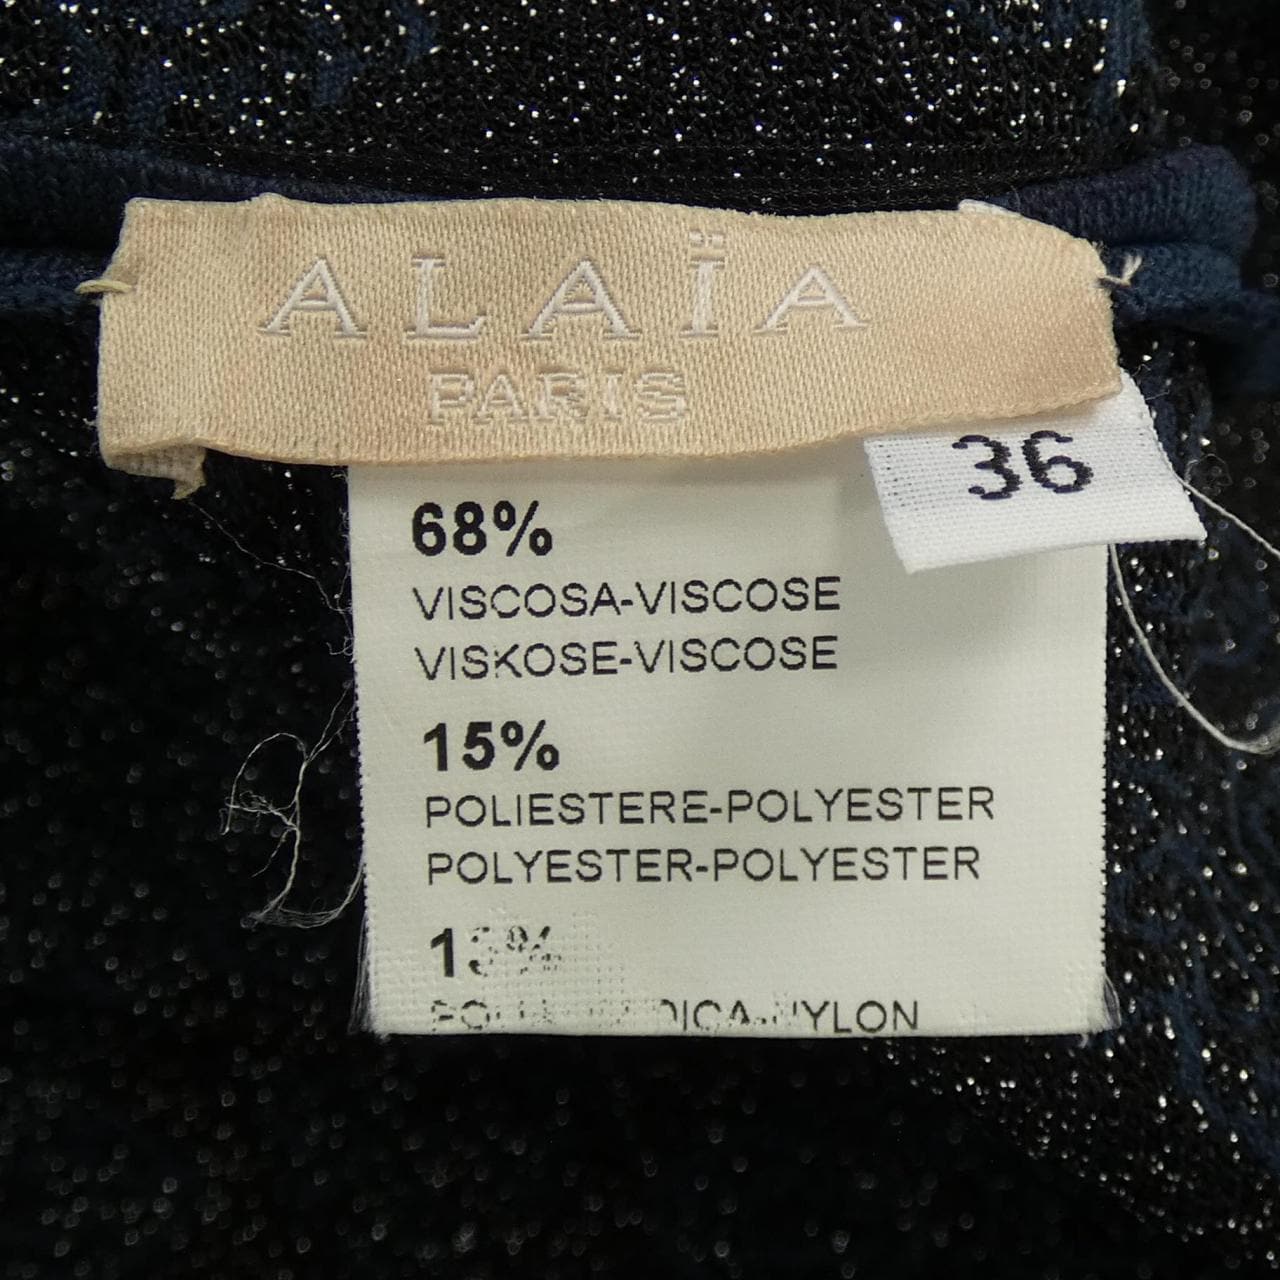 ALAÏA
PARIS
36
68%
VISCOSA-VISCOSE
VISKOSE-VISCOSE
15%
POLIESTERE-POLYESTER
POLYESTER-POLYESTER